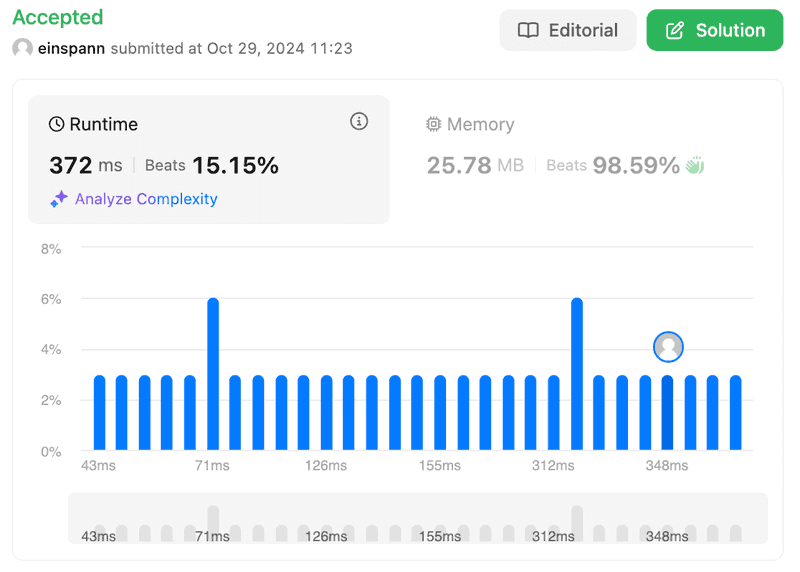 Accepted
einspann submitted at Oct 29, 2024 11:23
Editorial
Solution
Runtime
372 ms | Beats 15.15%
Analyze Complexity
Memory
25.78 MB | Beats 98.59%
8%
6%
4%
2%
0%
43ms 71ms 126ms 155ms 312ms 348ms
43ms 71ms 126ms 155ms 312ms 348ms